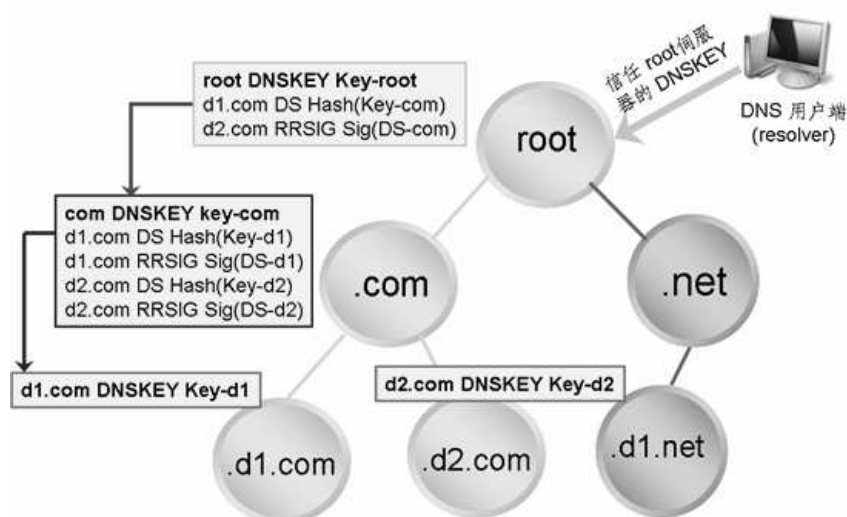 信任 root伺服
器的 DNSKEY
DNS 用户端
(resolver)
root DNSKEY Key-root
d1.com DS Hash(Key-com)
d2.com RRSIG Sig(DS-com)
root
com DNSKEY key-com
d1.com DS Hash(Key-d1)
d1.com RRSIG Sig(DS-d1)
d2.com DS Hash(Key-d2)
d2.com RRSIG Sig(DS-d2)
.com
.net
d1.com DNSKEY Key-d1
d2.com DNSKEY Key-d2
.d1.com
.d2.com
.d1.net